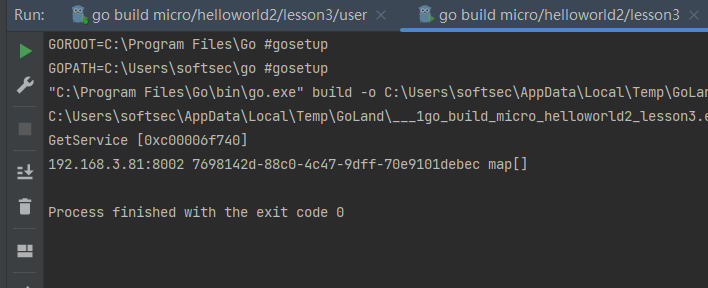 Run: go build micro/helloworld2/lesson3/user go build micro/helloworld2/lesson3
GOROOT=C:\Program Files\Go #gosetup
GOPATH=C:\Users\softsec\go #gosetup
"C:\Program Files\Go\bin\go.exe" build -o C:\Users\softsec\AppData\Local\Temp\GoLan
C:\Users\softsec\AppData\Local\Temp\GoLand\___1go_build_micro_helloworld2_lesson3.e
GetService [0xc00006f740]
192.168.3.81:8002 7698142d-88c0-4c47-9dff-70e9101debec map[]
Process finished with the exit code 0